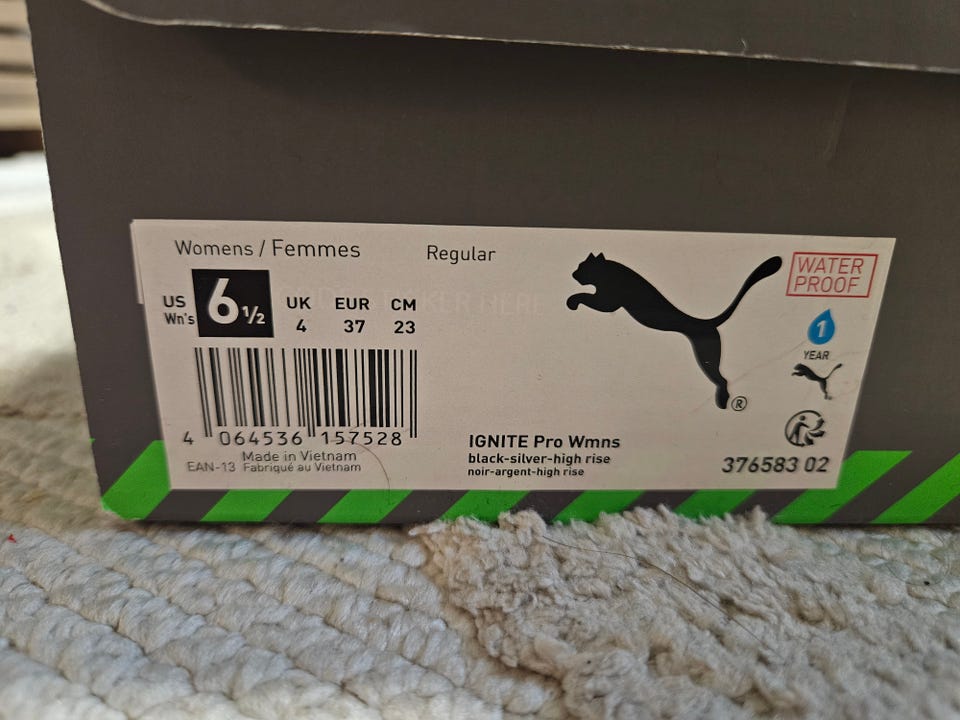 Womens / Femmes
Regular
US
Wn's
6 1/2
UK
4
EUR
37
CM
23
WATER
PROOF
1
YEAR
®
4 064536 157528
Made in Vietnam
EAN-13 Fabriqué au Vietnam
IGNITE Pro Wmns
black-silver-high rise
noir-argent-high rise
376583 02